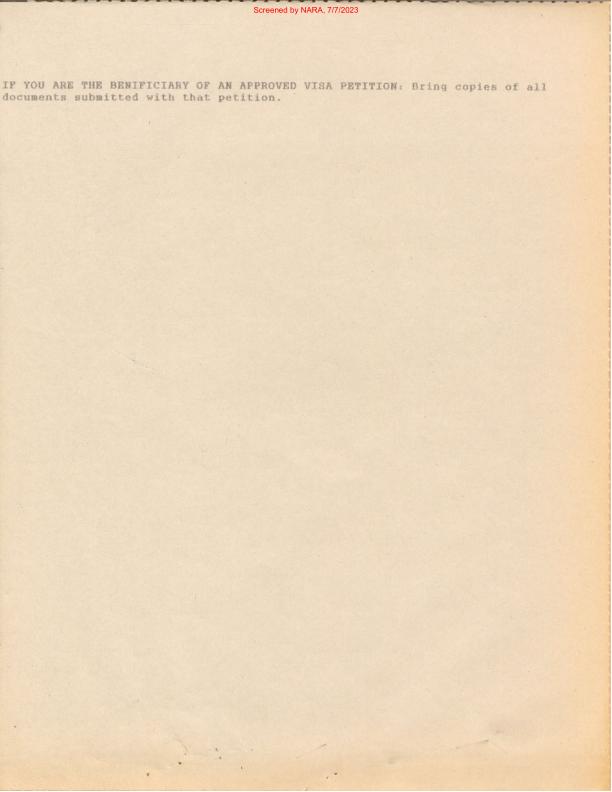 Screened by NARA, 7/7/2023
IF YOU ARE THE BENIFICIARY OF AN APPROVED VISA PETITION: Bring copies of all
documents submitted with that petition.